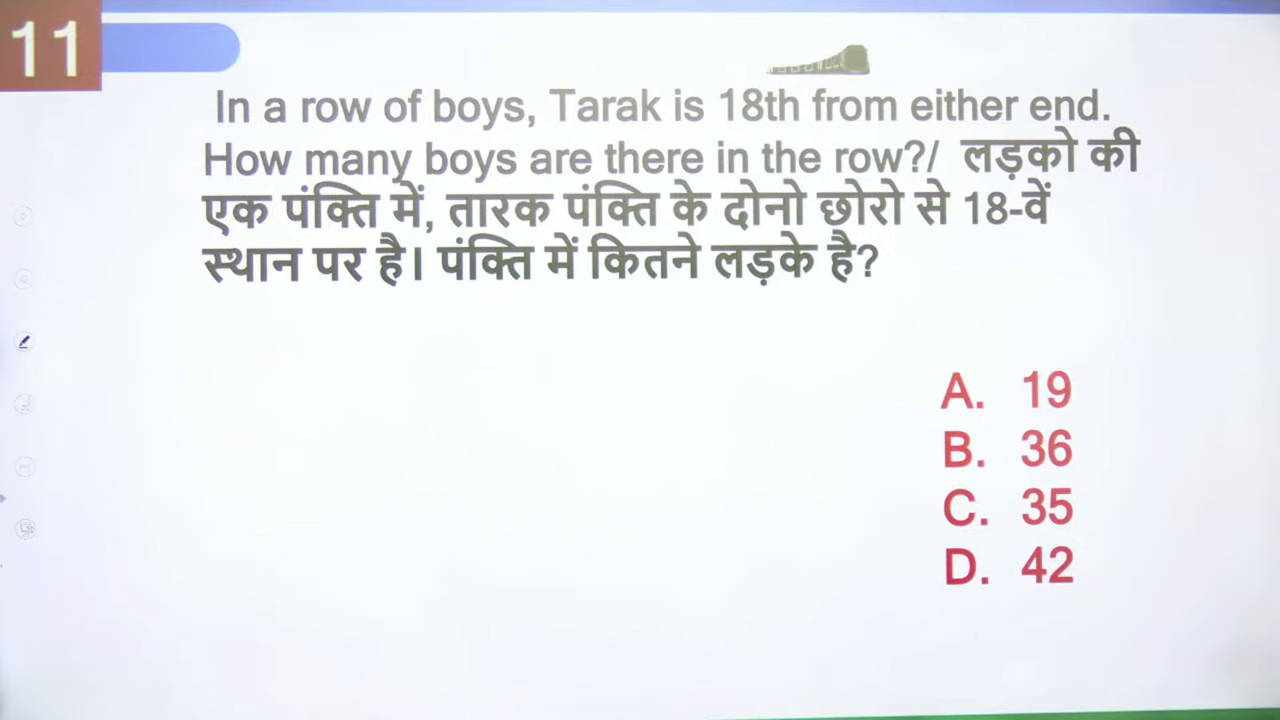 11
In a row of boys, Tarak is 18th from either end.
How many boys are there in the row?/ लड़को की
एक पंक्ति में, तारक पंक्ति के दोनो छोरो से 18-वें
स्थान पर है। पंक्ति में कितने लड़के है?
A. 19
B. 36
C. 35
D. 42